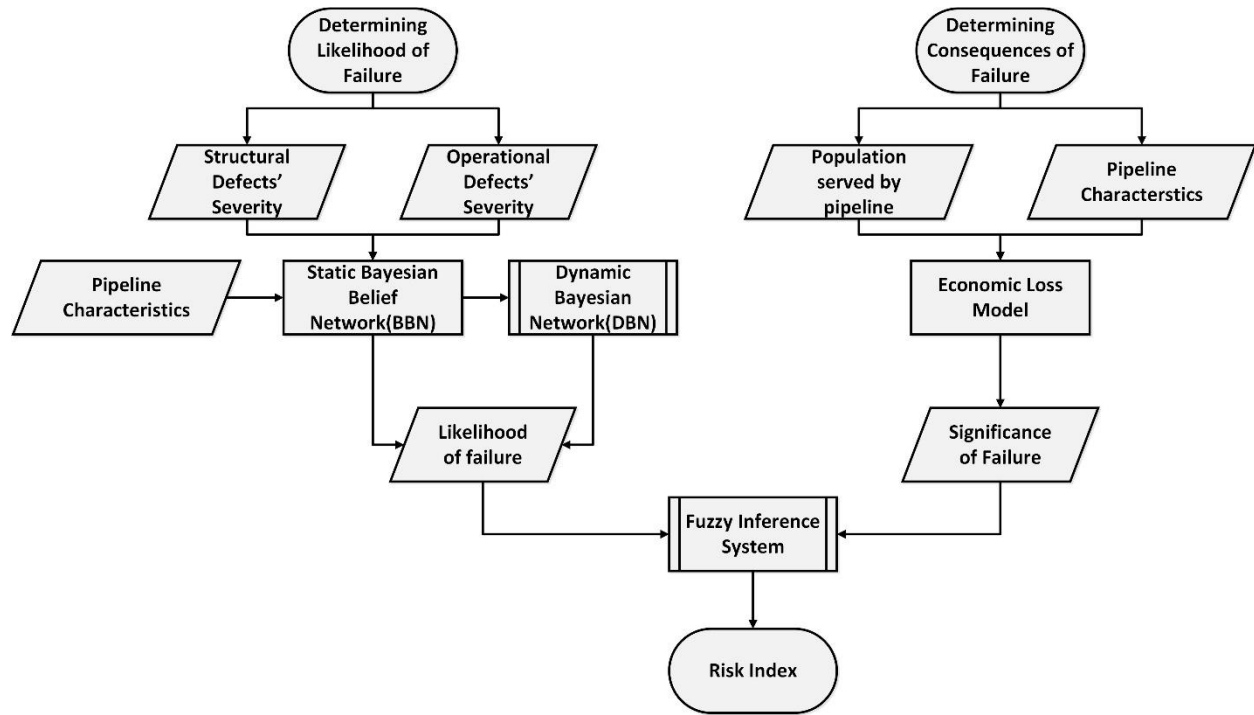 Determining
Likelihood of
Failure
Determining
Consequences of
Failure
Structural
Defects’
Severity
Operational
Defects’
Severity
Population
served by
pipeline
Pipeline
Characterstics
Pipeline
Characteristics
Static Bayesian
Belief
Network(BBN)
Dynamic
Bayesian
Network(DBN)
Economic Loss
Model
Likelihood
of failure
Significance
of Failure
Fuzzy Inference
System
Risk Index